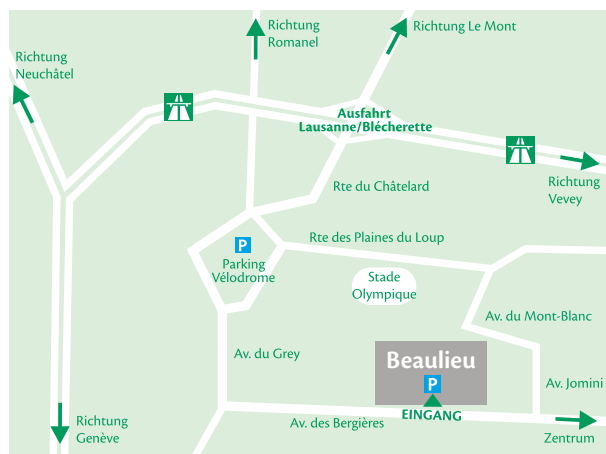 Richtung
Romanel
Richtung Le Mont
Richtung
Neuchâtel
Ausfahrt
Lausanne/Blécherette
Richtung
Vevey
Rte du Châtelard
Rte des Plaines du Loup
P
Parking
Vélodrome
Stade
Olympique
Av. du Mont-Blanc
Av. du Grey
Beaulieu
P
EINGANG
Av. Jomini
Av. des Bergières
Richtung
Genève
Zentrum